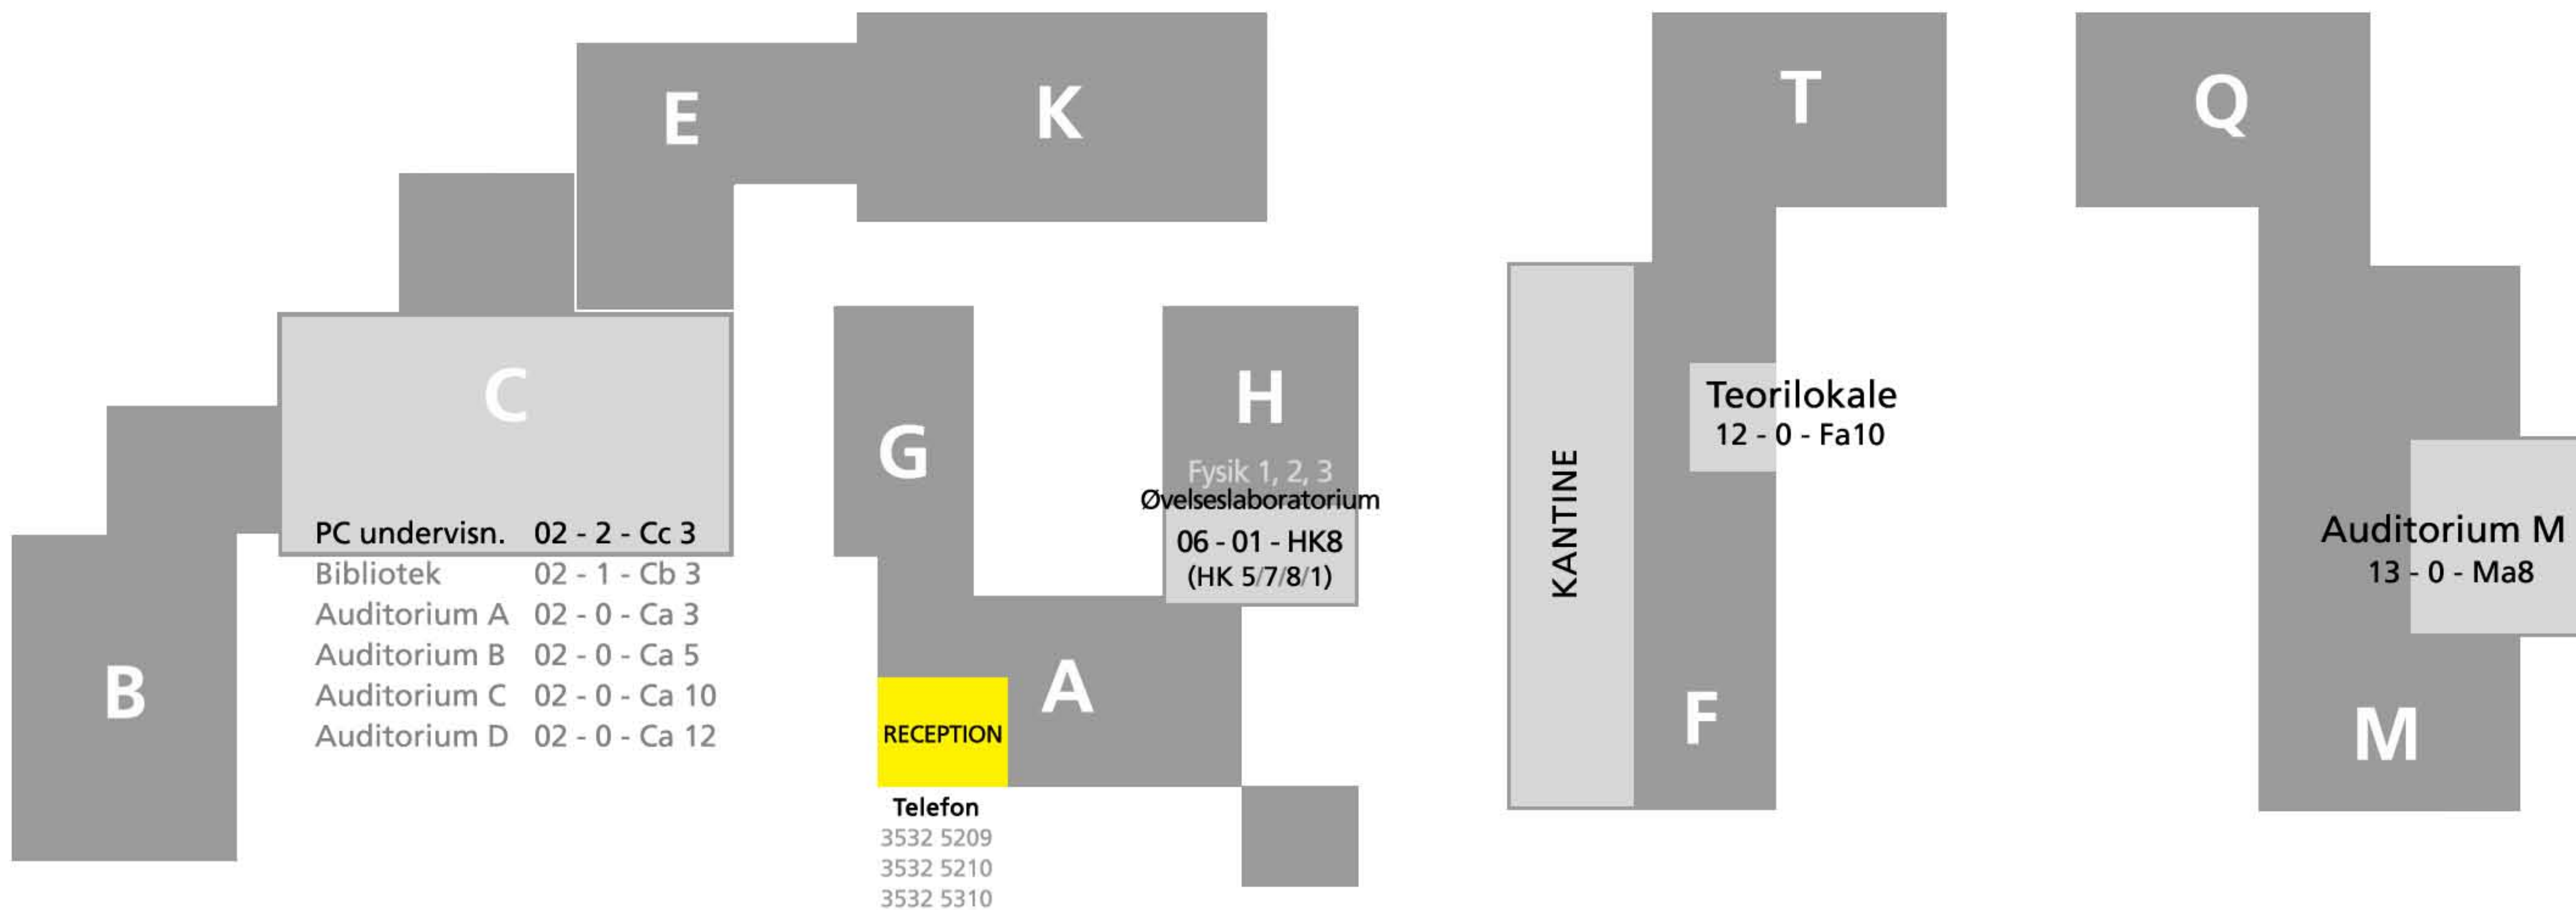 E
K
T
Q
C
G
H
Fysik 1, 2, 3
Øvelseslaboratorium
06 - 01 - HK8
(HK 5/7/8/1)
KANTINE
Teorilokale
12 - 0 - Fa10
Auditorium M
13 - 0 - Ma8
PC undervisn. 02 - 2 - Cc 3
Bibliotek 02 - 1 - Cb 3
Auditorium A 02 - 0 - Ca 3
Auditorium B 02 - 0 - Ca 5
Auditorium C 02 - 0 - Ca 10
Auditorium D 02 - 0 - Ca 12
B
A
F
M
RECEPTION
Telefon
3532 5209
3532 5210
3532 5310